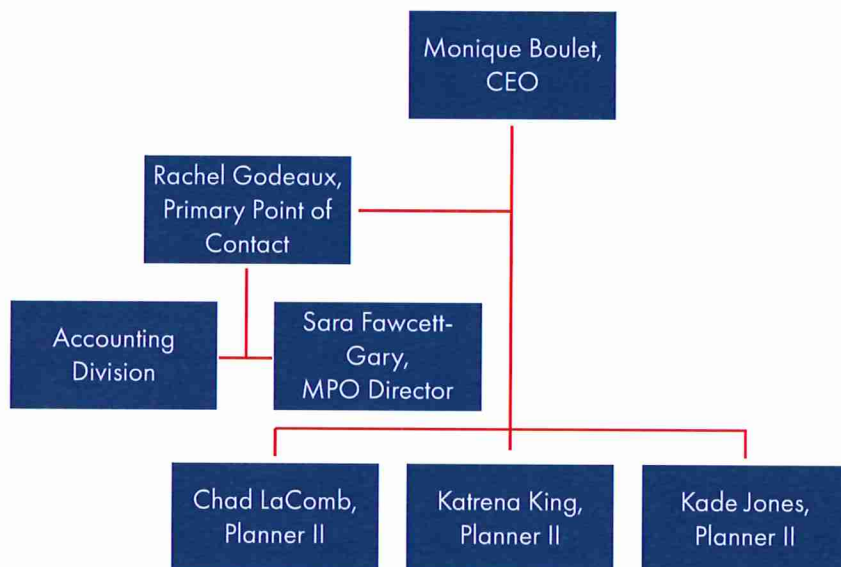 Monique Boulet,
CEO
Rachel Godeaux,
Primary Point of
Contact
Accounting
Division
Sara Fawcett-
Gary,
MPO Director
Chad LaComb,
Planner II
Katrena King,
Planner II
Kade Jones,
Planner II